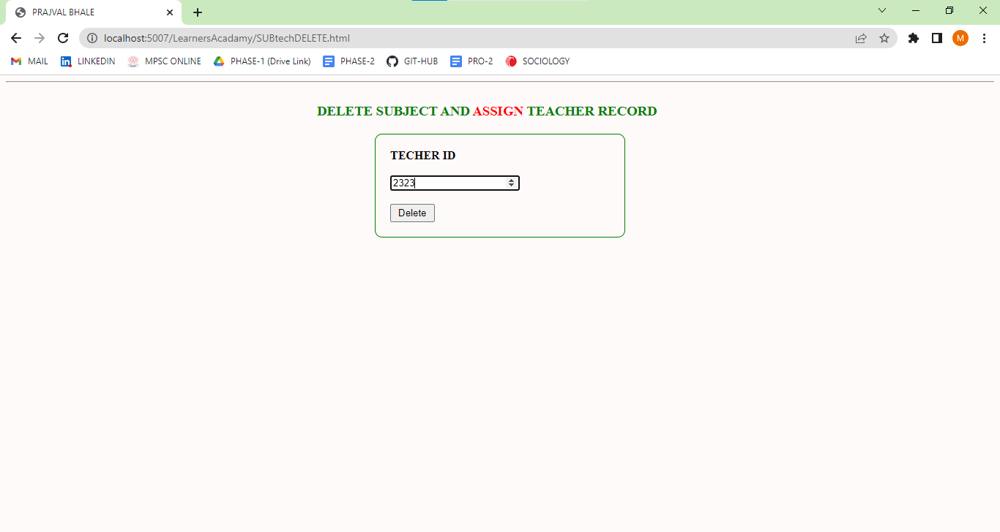 PRAJVAL BHALE
localhost:5007/LearnersAcadamy/SUBtechDELETE.html
M
MAIL LINKEDIN MPSC ONLINE PHASE-1 (Drive Link) PHASE-2 GIT-HUB PRO-2 SOCIOLOGY
DELETE SUBJECT AND ASSIGN TEACHER RECORD
TECHER ID
2323
Delete